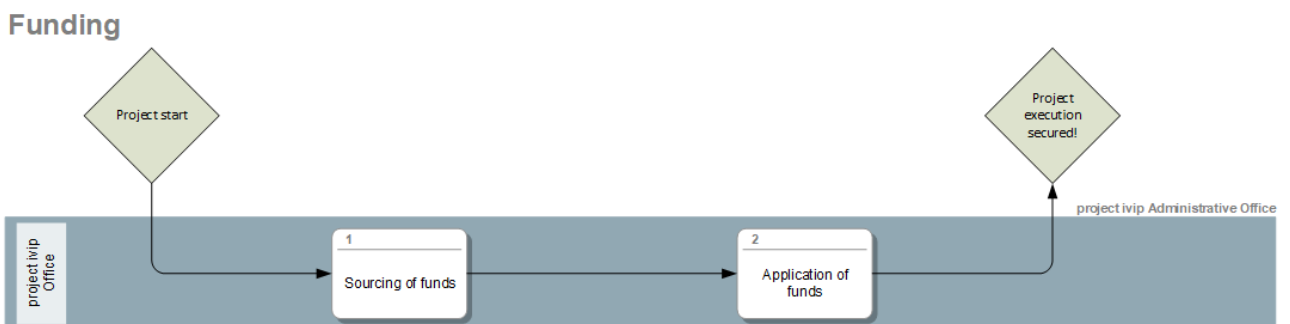 Funding
Project start
Project
execution
secured!
project ivip Administrative Office
project ivip
Office
1
Sourcing of funds
2
Application of
funds